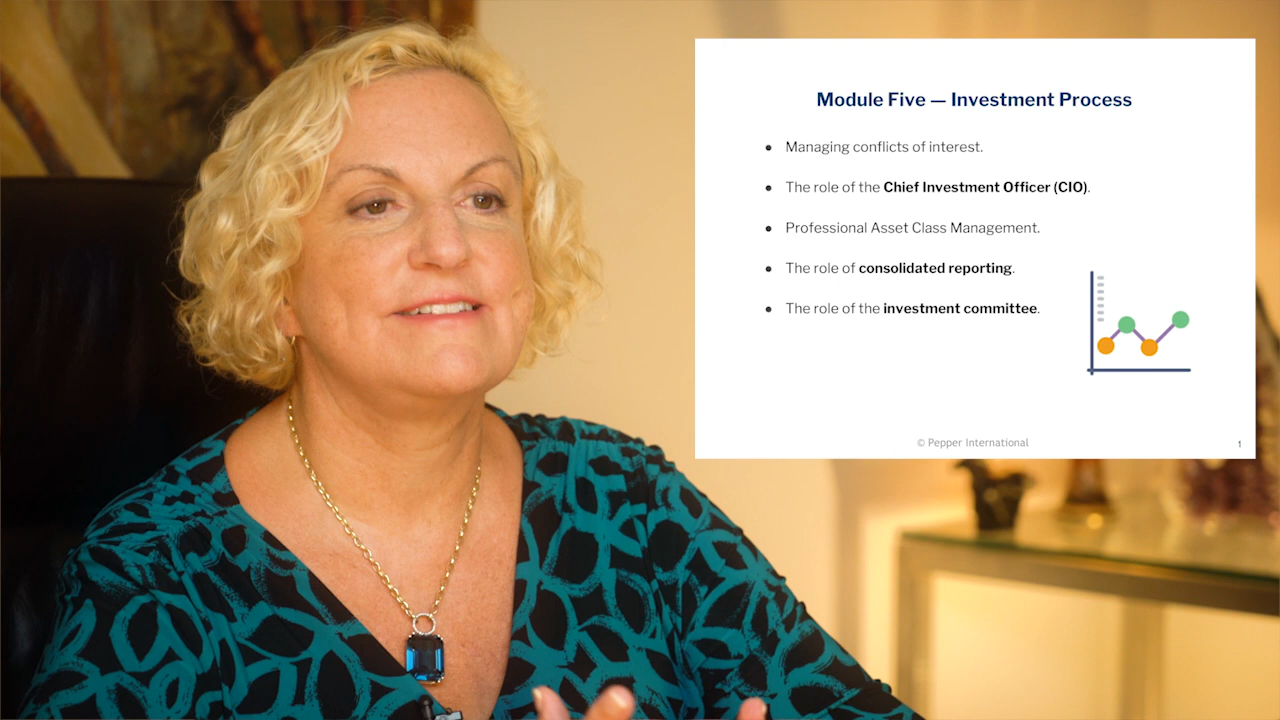 Module Five — Investment Process
Managing conflicts of interest.
The role of the Chief Investment Officer (CIO).
Professional Asset Class Management.
The role of consolidated reporting.
The role of the investment committee.
© Pepper International
1